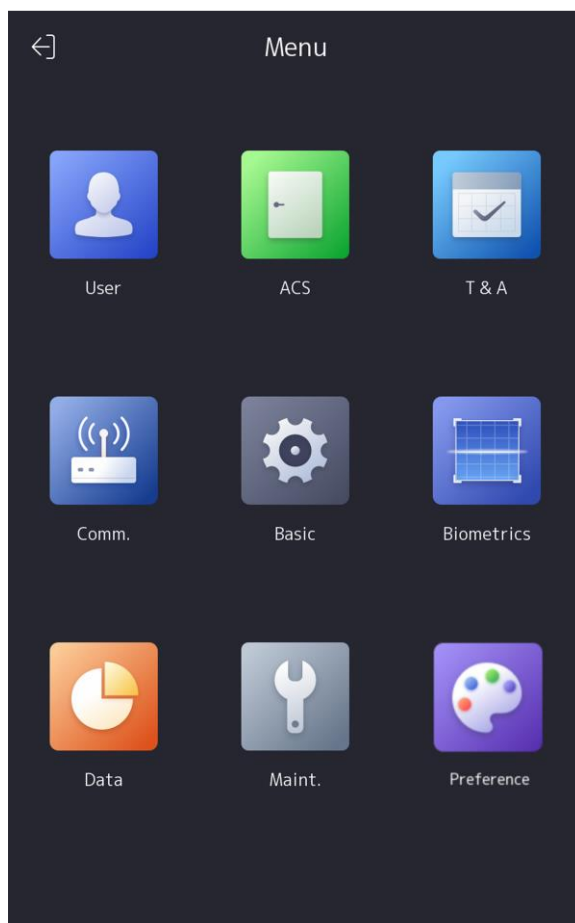 Menu
User ACS T & A
Comm. Basic Biometrics
Data Maint. Preference